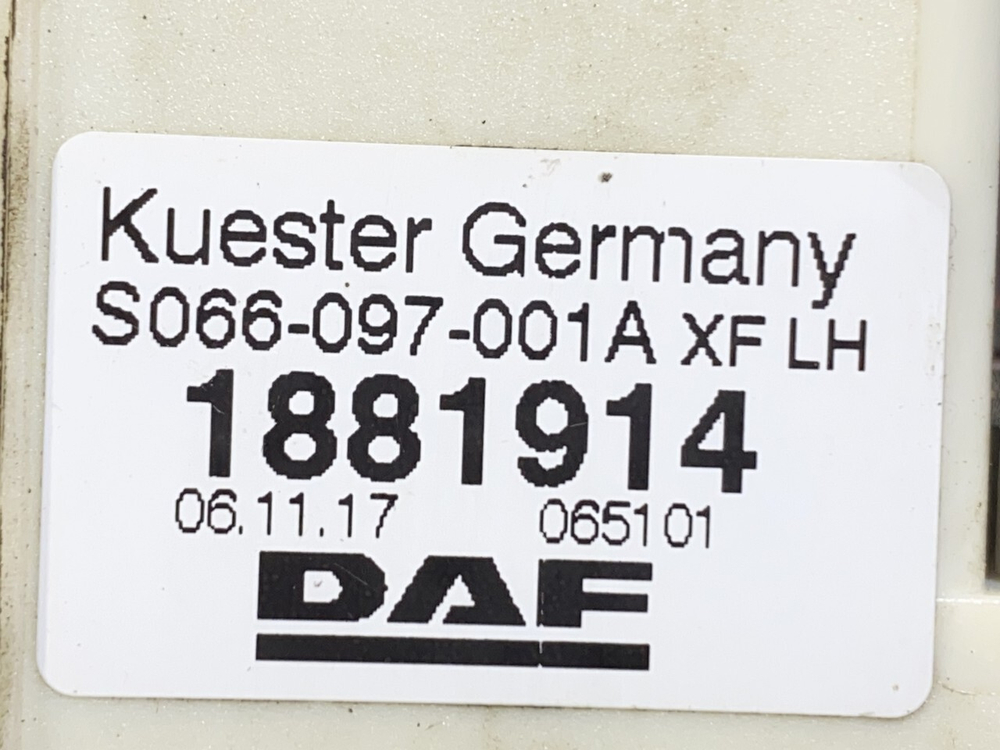 Kuester Germany
S066-097-001A XF LH
1881914
06.11.17 065101
DAF